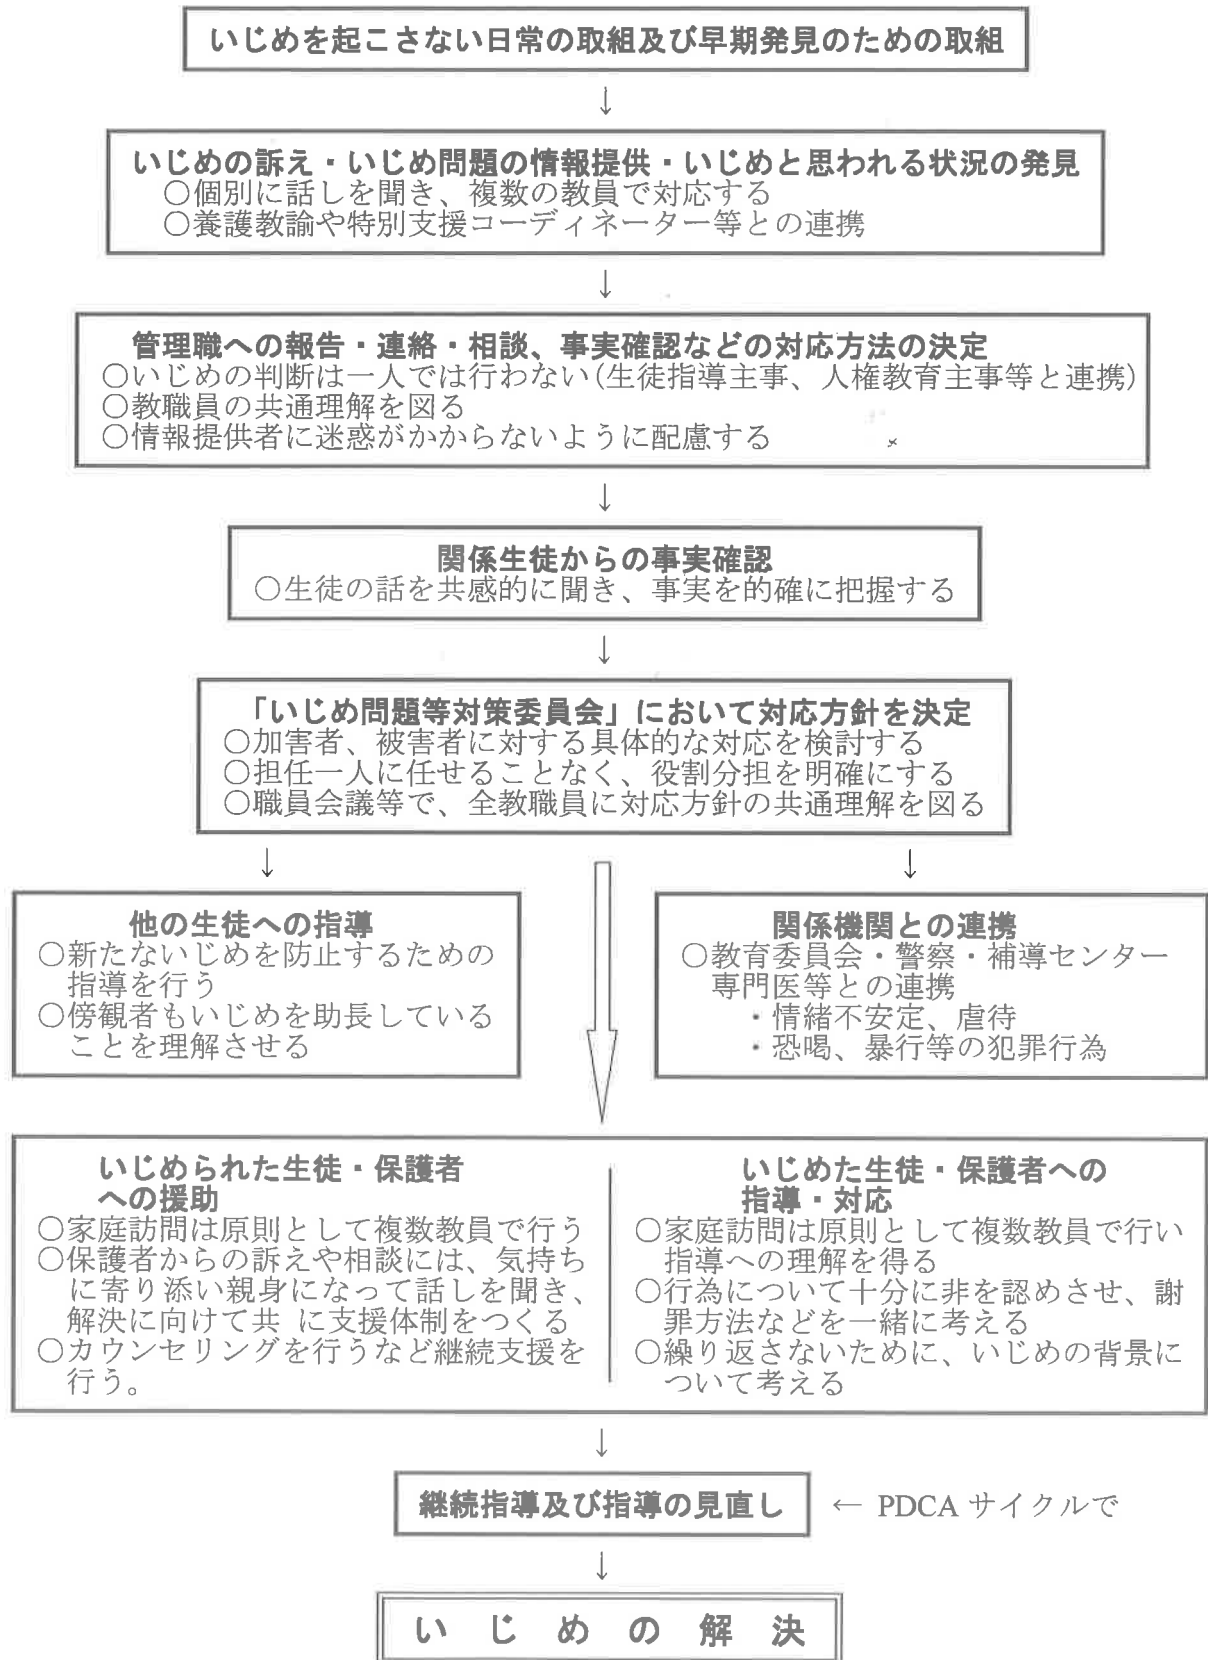 いじめを起こさない日常の取組及び早期発見のための取組
↓
いじめの訴え・いじめ問題の情報提供・いじめと思われる状況の発見
○個別に話しを聞き、複数の教員で対応する
○養護教諭や特別支援コーディネーター等との連携
↓
管理職への報告・連絡・相談、事実確認などの対応方法の決定
○いじめの判断は一人では行わない(生徒指導主事、人権教育主事等と連携)
○教職員の共通理解を図る
○情報提供者に迷惑がかからないように配慮する
↓
関係生徒からの事実確認
○生徒の話を共感的に聞き、事実を的確に把握する
↓
「いじめ問題等対策委員会」において対応方針を決定
○加害者、被害者に対する具体的な対応を検討する
○担任一人に任せることなく、役割分担を明確にする
○職員会議等で、全教職員に対応方針の共通理解を図る
↓ ↓
他の生徒への指導
○新たないじめを防止するための
指導を行う
○傍観者もいじめを助長している
ことを理解させる
関係機関との連携
○教育委員会・警察・補導センター
専門医等との連携
・情緒不安定、虐待
・恐喝、暴行等の犯罪行為
いじめられた生徒・保護者
への援助
○家庭訪問は原則として複数教員で行う
○保護者からの訴えや相談には、気持ち
に寄り添い親身になって話しを聞き、
解決に向けて共 に支援体制をつくる
○カウンセリングを行うなど継続支援を
行う。
いじめた生徒・保護者への
指導・対応
○家庭訪問は原則として複数教員で行い
指導への理解を得る
○行為について十分に非を認めさせ、謝
罪方法などを一緒に考える
○繰り返さないために、いじめの背景に
ついて考える
↓
継続指導及び指導の見直し ← PDCA サイクルで
↓
いじめの解決